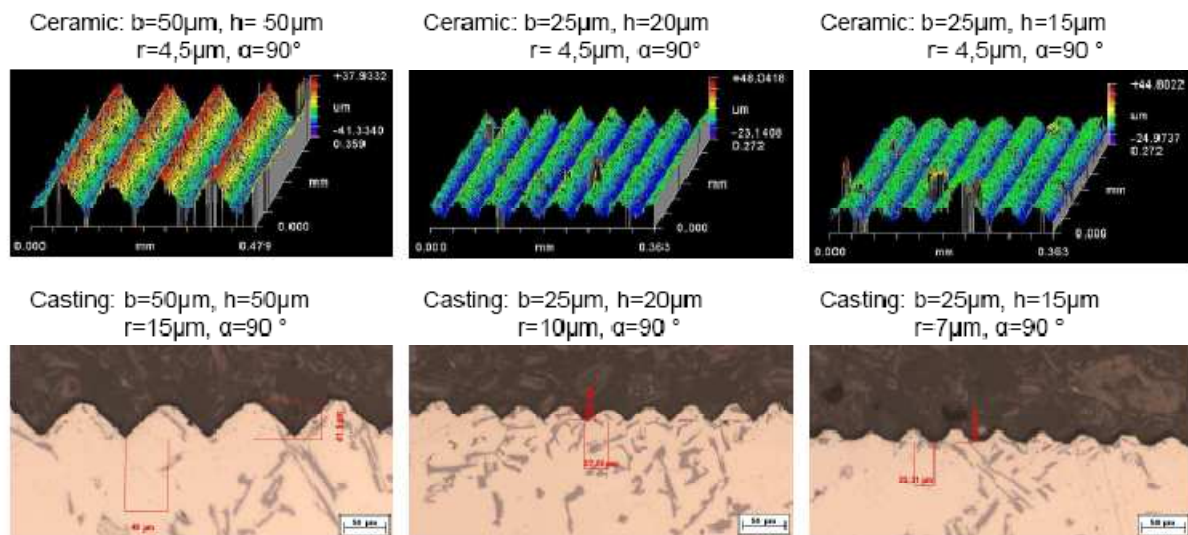 Ceramic: b=50µm, h= 50µm
r=4,5µm, α=90°
Ceramic: b=25µm, h=20µm
r= 4,5µm, α=90 °
Ceramic: b=25µm, h=15µm
r= 4,5µm, α=90 °
+37.9332
um
-41.3340
0.359
mm
0.000
0.000
mm
0.479
+48.0418
um
-23.1408
0.272
mm
0.000
0.000
mm
0.363
+44.8022
um
-24.9737
0.272
mm
0.000
0.000
mm
0.363
Casting: b=50µm, h=50µm
r=15µm, α=90 °
Casting: b=25µm, h=20µm
r=10µm, α=90 °
Casting: b=25µm, h=15µm
r=7µm, α=90 °
50 µm
50 µm
50 µm